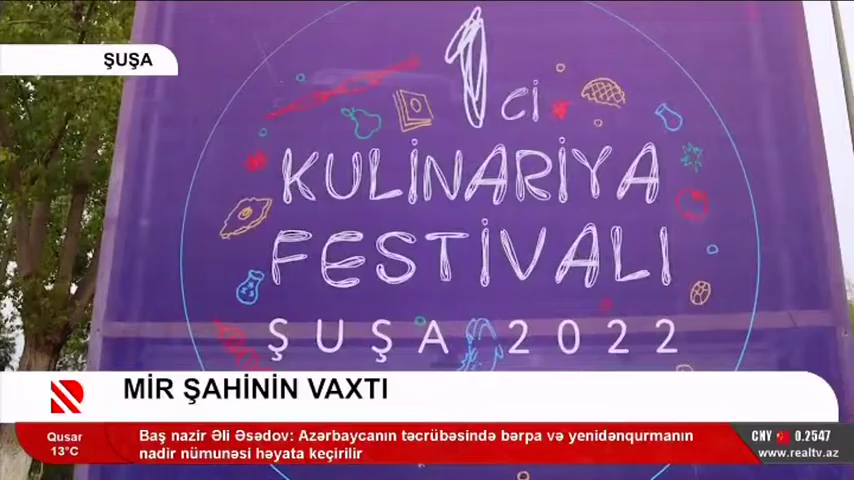 ŞUŞA
1 ci
KULİNARİYA
FESTİVALI
ŞUŞA 2022
MİR ŞAHİNİN VAXTI
Qusar
13°C
Baş nazir Əli Əsədov: Azərbaycanın təcrübəsində bərpa və yenidənqurmanın
nadir nümunəsi həyata keçirilir
CNY 0.2547
www.realtv.az